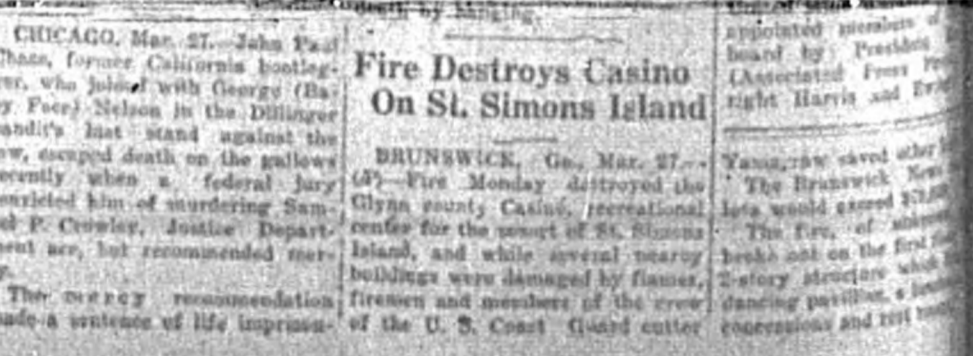 death by hanging.
CHICAGO, Mar. 27.—John Paul
Chase, former California bootleg-
ger, who joined with George (Ba-
by Face) Nelson in the Dillinger
bandit's last stand against the
law, escaped death on the gallows
recently when a federal jury
convicted him of murdering Sam-
uel P. Cowley, Justice Depart-
ment, but recommended mer-
cy.
The mercy recommendation
made a sentence of life imprison-
Fire Destroys Casino
On St. Simons Island
BRUNSWICK, Ga., Mar. 27.—
(AP)—Fire Monday destroyed the
Glynn county Casino, recreational
center for the resort of St. Simons
Island, and while several nearby
buildings were damaged by flames,
firemen and members of the crew
of the U. S. Coast Guard cutter
appointed members of
board by President
(Associated Press
right Harris and
saved other
The Brunswick News
would exceed
The fire, of
broke out on the first
2-story structure
dancing pavilion,
concessions and rest